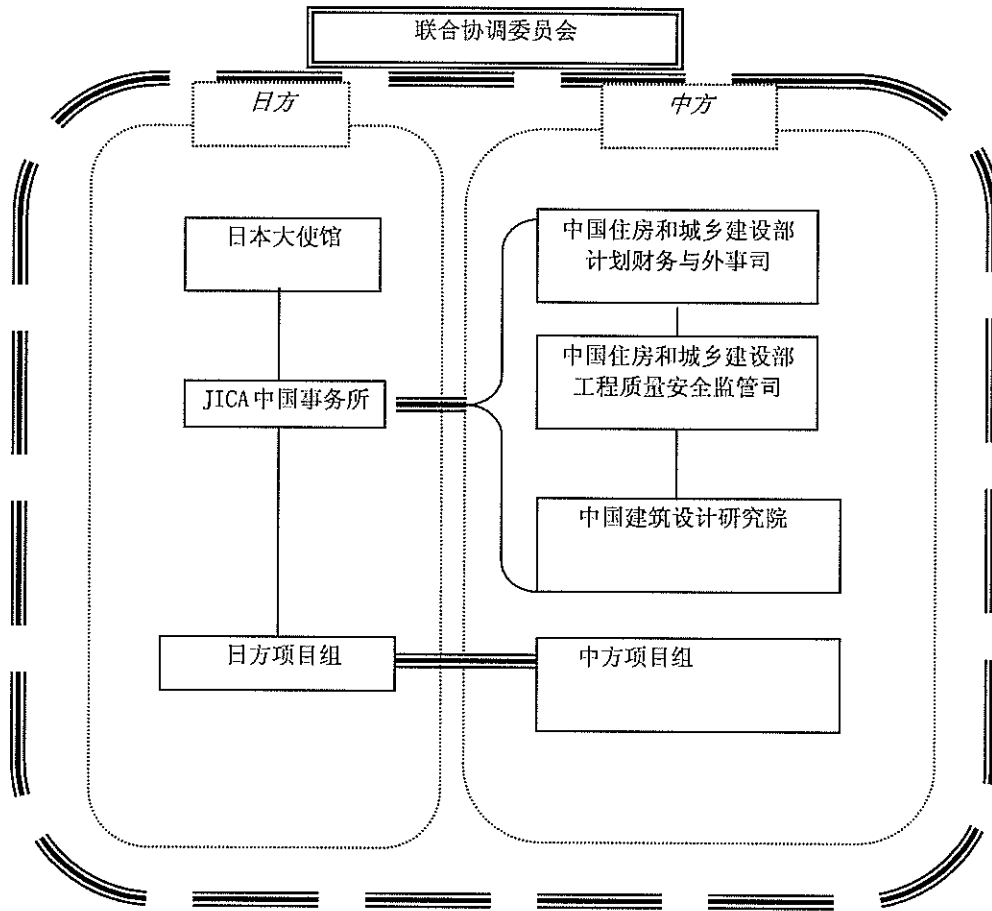 联合协调委员会
日方
中方
日本大使馆
中国住房和城乡建设部
计划财务与外事司
中国住房和城乡建设部
工程质量安全监管司
JICA中国事务所
中国建筑设计研究院
日方项目组
中方项目组